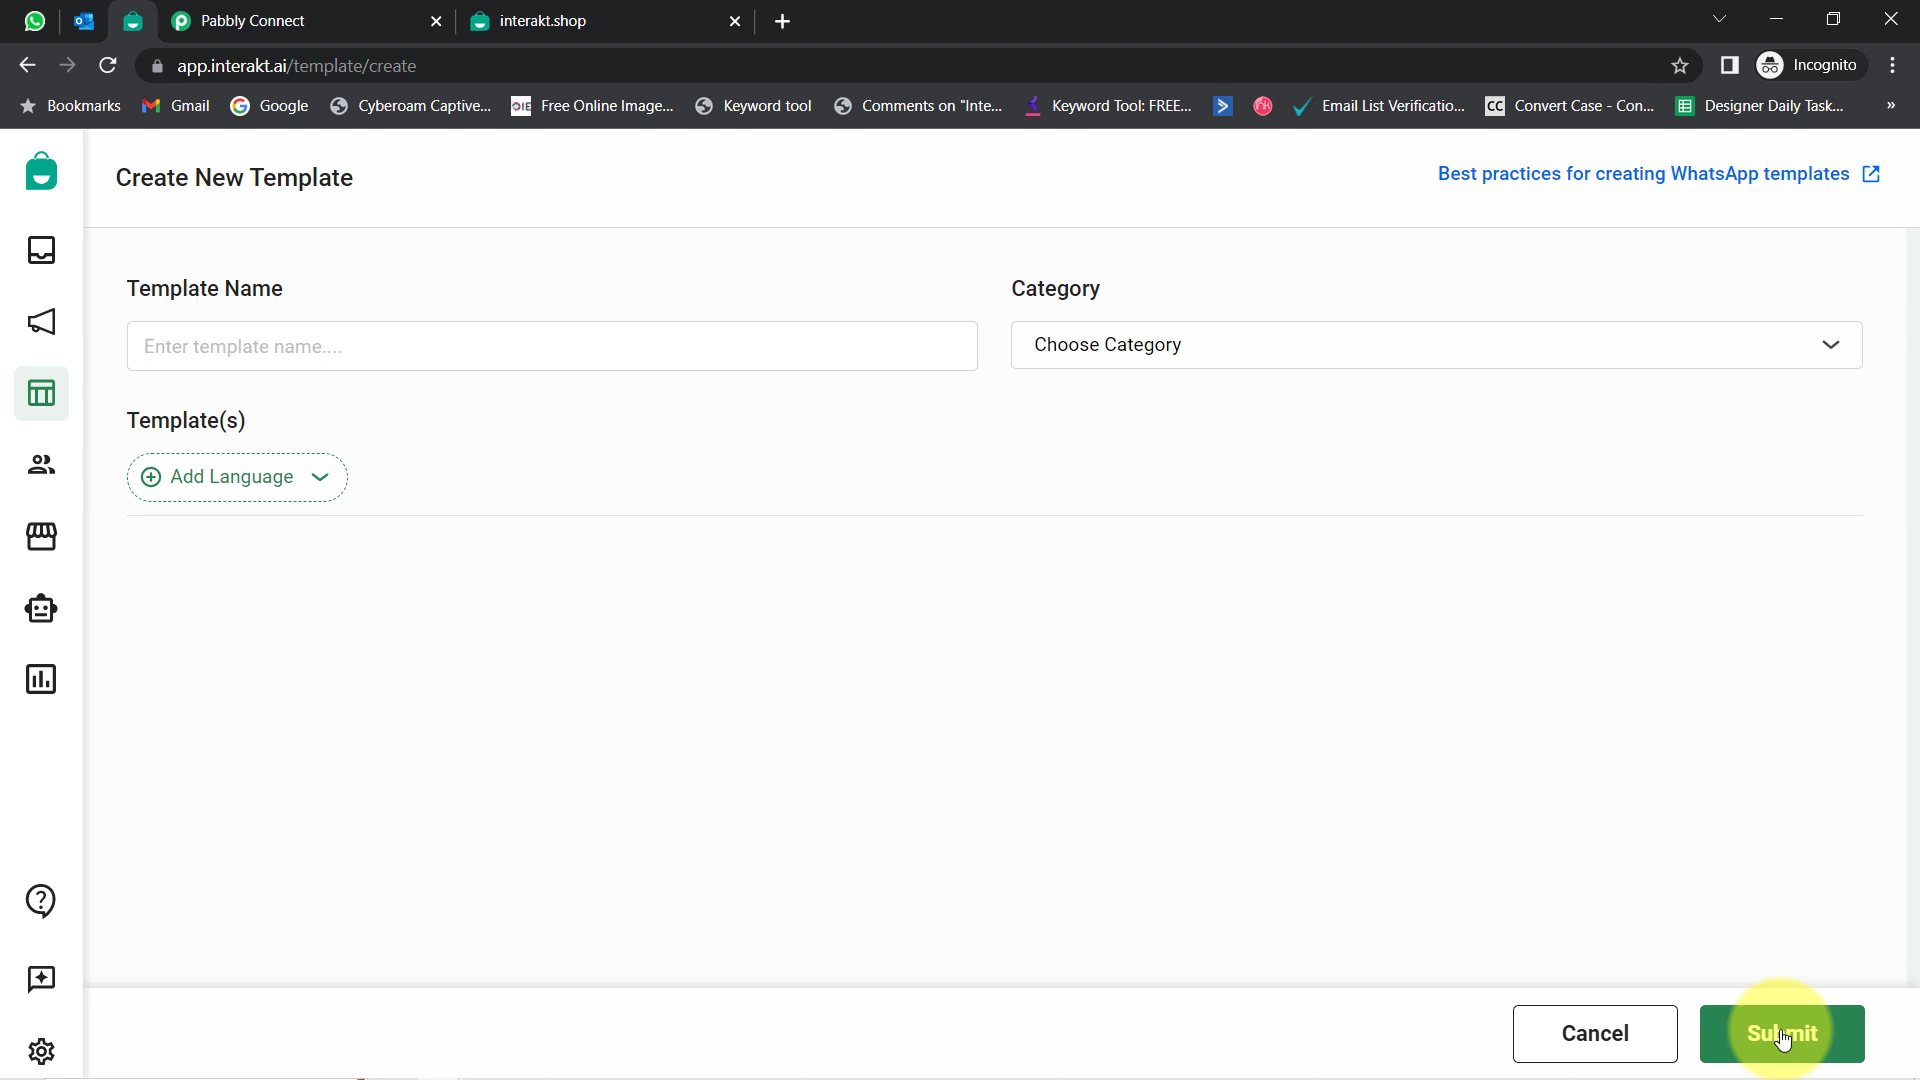 Pabbly Connect
interakt.shop
app.interakt.ai/template/create
Incognito
Bookmarks
Gmail
Google
Cyberoam Captive...
OIE
Free Online Image...
Keyword tool
Comments on "Inte...
Keyword Tool: FREE...
Email List Verificatio...
CC
Convert Case - Con...
Designer Daily Task...
»
Create New Template
Best practices for creating WhatsApp templates
Template Name
Category
Enter template name....
Choose Category
Template(s)
Add Language
Cancel
Submit